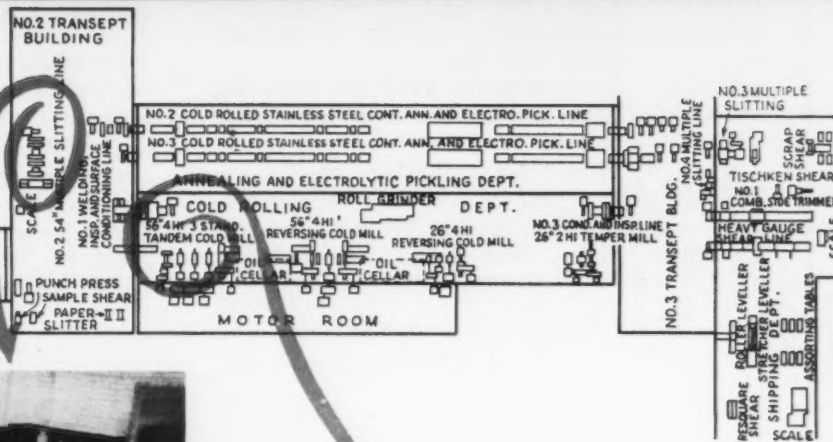 NO.2 TRANSEPT
BUILDING
SCALE
NO.2 54" MULTIPLE SLITTING LINE
NO.1 WELDING,
INSP. AND SURFACE
CONDITIONING LINE
PUNCH PRESS
SAMPLE SHEAR
PAPER→
SLITTER
NO.2 COLD ROLLED STAINLESS STEEL CONT. ANN. AND ELECTRO. PICK. LINE
NO.3 COLD ROLLED STAINLESS STEEL CONT. ANN. AND ELECTRO. PICK. LINE
ANNEALING AND ELECTROLYTIC PICKLING DEPT.
COLD ROLLING DEPT.
ROLL GRINDER
56" 4 HI 3 STAND.
TANDEM COLD MILL
56" 4 HI
REVERSING COLD MILL
26" 4 HI
REVERSING COLD MILL
NO.3 COND. AND INSP. LINE
26" 2 HI TEMPER MILL
OIL
CELLAR
OIL
CELLAR
MOTOR ROOM
NO.3 TRANSEPT BLDG.
NO.4 MULTIPLE
SLITTING LINE
NO.3 MULTIPLE
SLITTING
SCRAP
SHEAR
TISCHKEN SHEAR
NO.1
COMB. SIDE TRIMMER
HEAVY GAUGE
SHEAR LINE
ROLLER LEVELLER
STRETCHER LEVELLER
SHIPPING DEPT.
ASSORTING TABLES
RESQUARE
SHEAR
SCALE